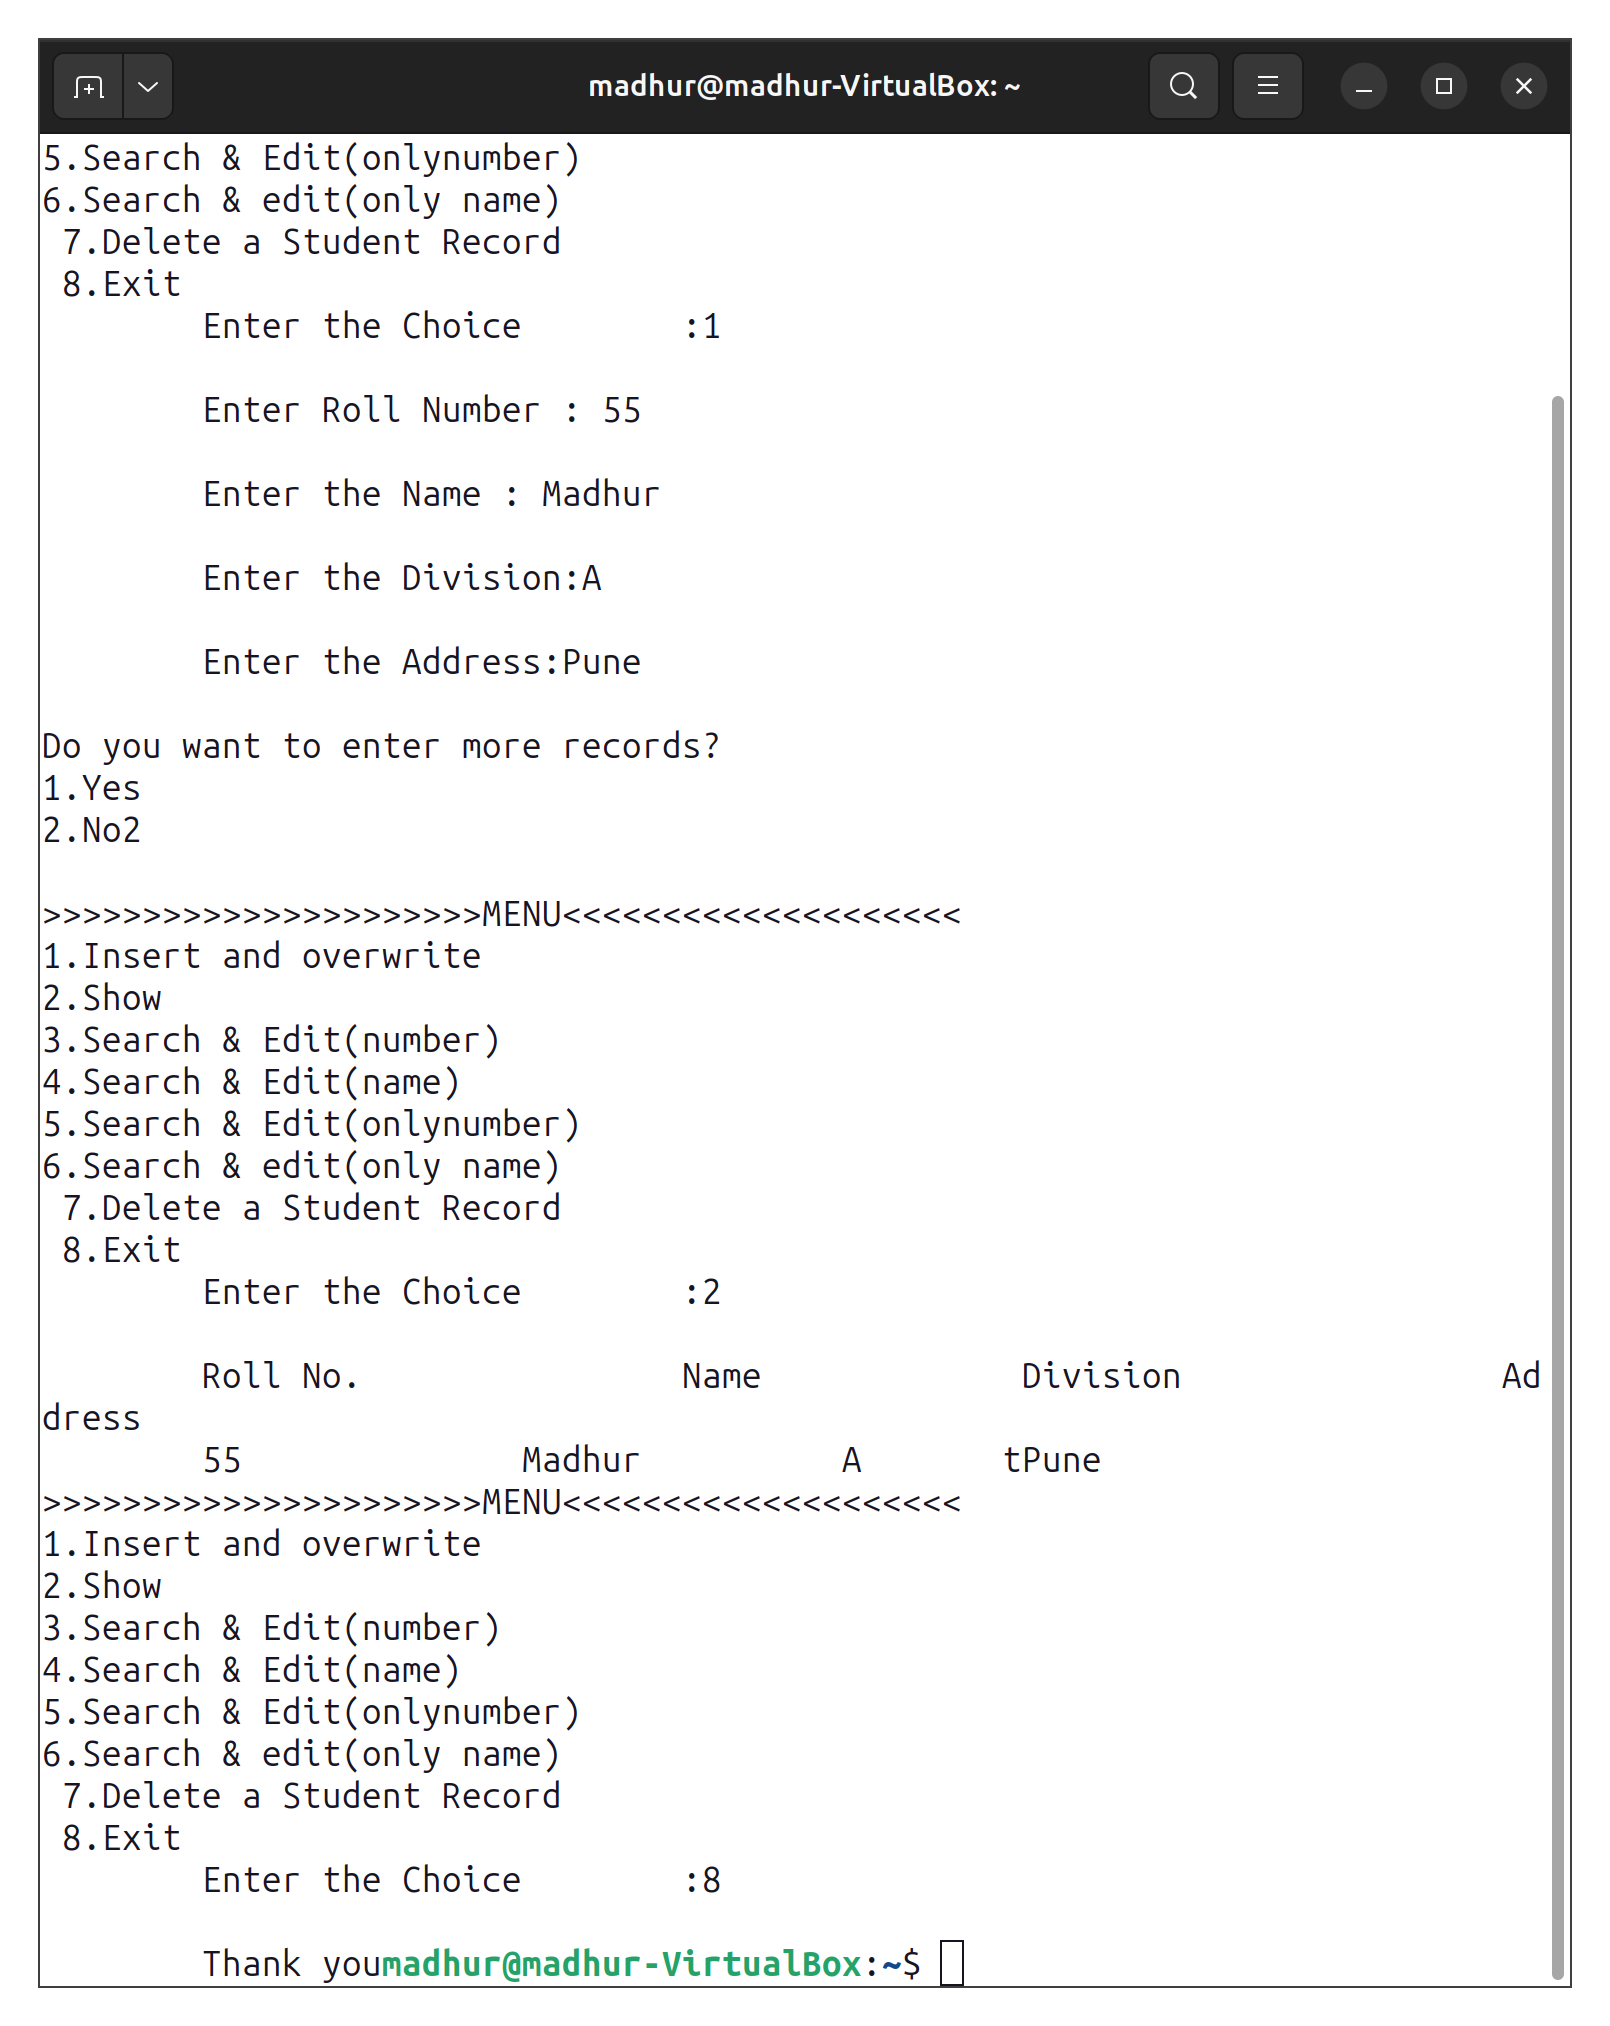 madhur@madhur-VirtualBox: ~
5.Search & Edit(onlynumber)
6.Search & edit(only name)
 7.Delete a Student Record
 8.Exit
        Enter the Choice        :1

        Enter Roll Number : 55

        Enter the Name : Madhur

        Enter the Division:A

        Enter the Address:Pune

Do you want to enter more records?
1.Yes
2.No2

>>>>>>>>>>>>>>>>>>>>>>MENU<<<<<<<<<<<<<<<<<<<<
1.Insert and overwrite
2.Show
3.Search & Edit(number)
4.Search & Edit(name)
5.Search & Edit(onlynumber)
6.Search & edit(only name)
 7.Delete a Student Record
 8.Exit
        Enter the Choice        :2

        Roll No.                Name             Division                Ad
dress
        55              Madhur          A       tPune
>>>>>>>>>>>>>>>>>>>>>>MENU<<<<<<<<<<<<<<<<<<<<
1.Insert and overwrite
2.Show
3.Search & Edit(number)
4.Search & Edit(name)
5.Search & Edit(onlynumber)
6.Search & edit(only name)
 7.Delete a Student Record
 8.Exit
        Enter the Choice        :8

        Thank youmadhur@madhur-VirtualBox:~$